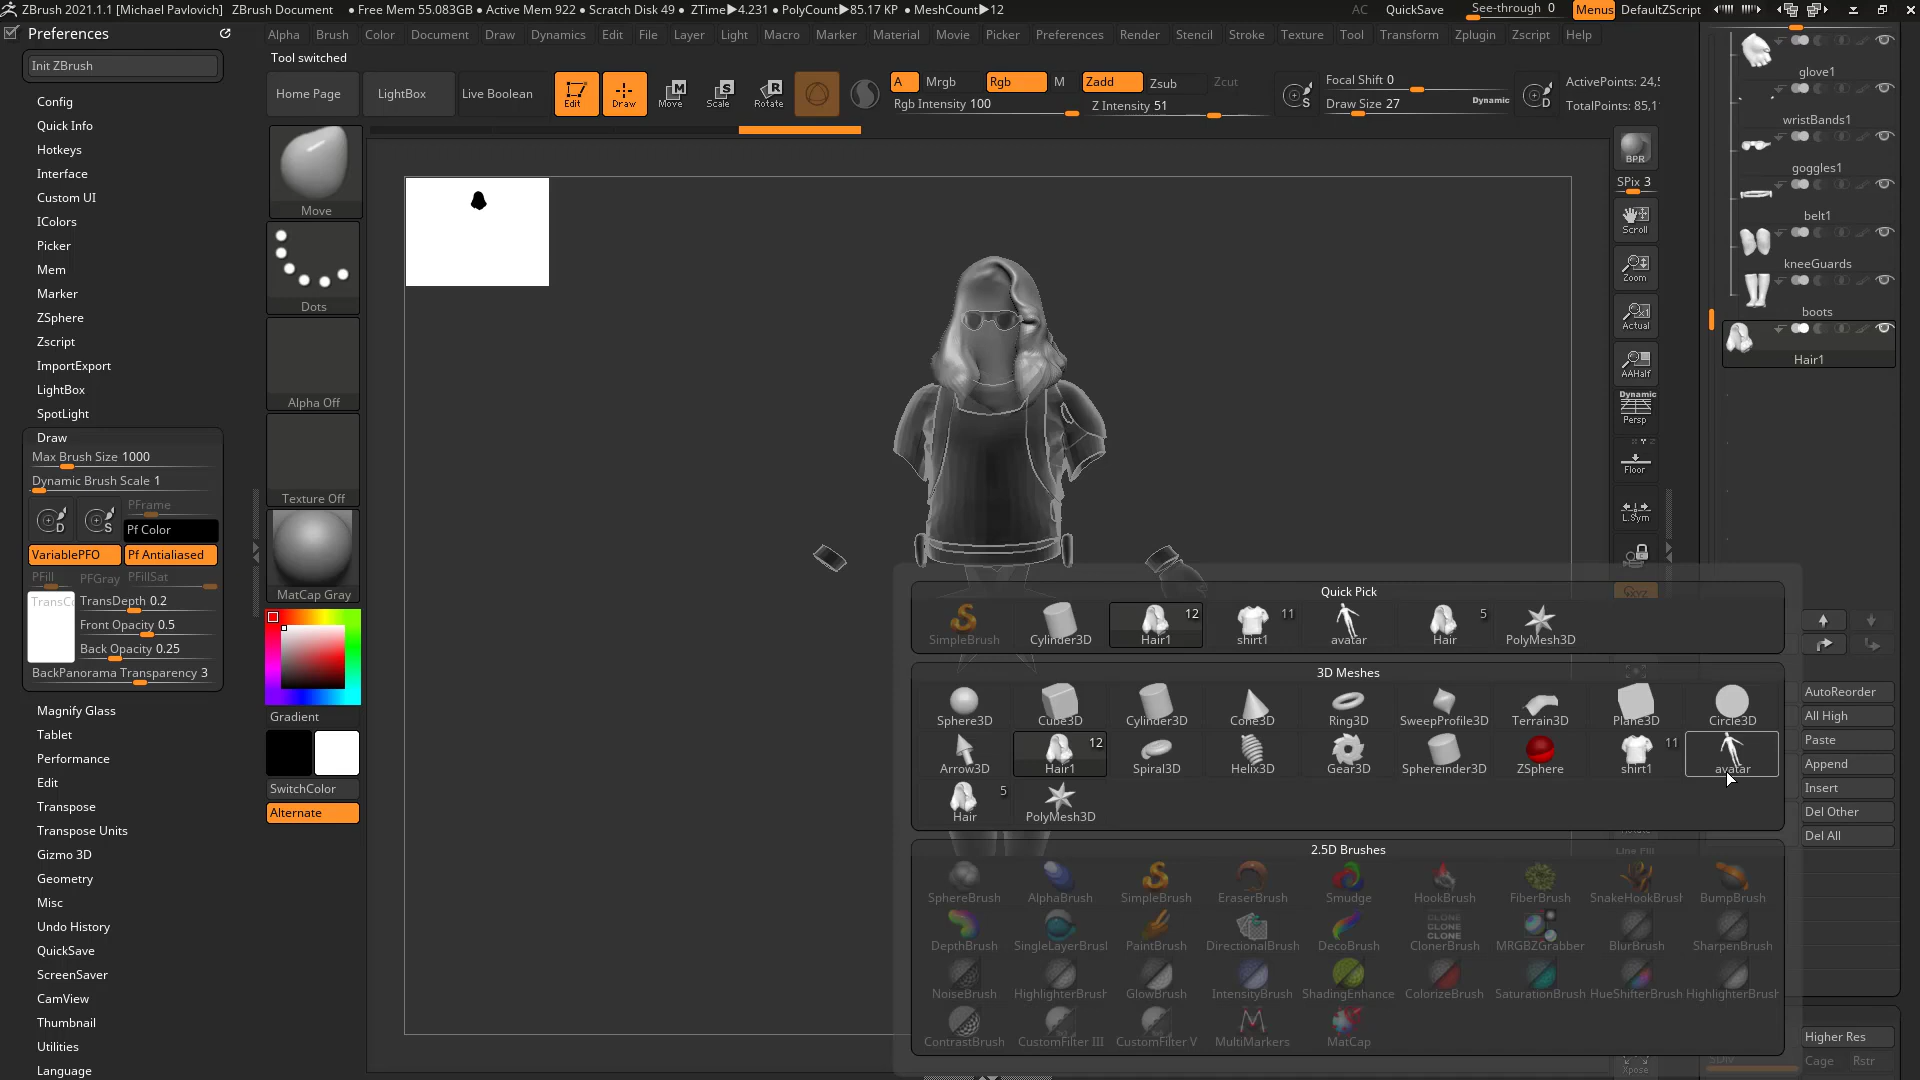 ZBrush 2021.1.1 [Michael Pavlovich] ZBrush Document • Free Mem 55.083GB • Active Mem 922 • Scratch Disk 49 • ZTime▶4.231 • PolyCount▶85.17 KP • MeshCount▶12 AC QuickSave See-through 0 Menus DefaultZScript
Preferences
Init ZBrush
Config
Quick Info
Hotkeys
Interface
Custom UI
IColors
Picker
Mem
Marker
ZSphere
Zscript
ImportExport
LightBox
SpotLight
Draw
Max Brush Size 1000
Dynamic Brush Scale 1
D S PFrame
Pf Color
VariablePFO Pf Antialiased
PFill PFGray PFillSat
TransCo TransDepth 0.2
Front Opacity 0.5
Back Opacity 0.25
BackPanorama Transparency 3
Magnify Glass
Tablet
Performance
Edit
Transpose
Transpose Units
Gizmo 3D
Geometry
Misc
Undo History
QuickSave
ScreenSaver
CamView
Thumbnail
Utilities
Language
Alpha Brush Color Document Draw Dynamics Edit File Layer Light Macro Marker Material Movie Picker Preferences Render Stencil Stroke Texture Tool Transform Zplugin Zscript Help
Tool switched
Home Page LightBox Live Boolean Edit Draw Move Scale Rotate
A Mrgb Rgb M Zadd Zsub Zcut
Rgb Intensity 100 Z Intensity 51
S Focal Shift 0
Draw Size 27 Dynamic
D ActivePoints: 24,5
TotalPoints: 85,1
Move
Dots
Alpha Off
Texture Off
MatCap Gray
Gradient
SwitchColor
Alternate
BPR
SPix 3
Scroll
Zoom
Actual
AAHalf
Dynamic
Persp
Floor
L.Sym
Xpose
glove1
wristBands1
goggles1
belt1
kneeGuards
boots
Hair1
Quick Pick
12 11 5
SimpleBrush Cylinder3D Hair1 shirt1 avatar Hair PolyMesh3D
3D Meshes
Sphere3D Cube3D Cylinder3D Cone3D Ring3D SweepProfile3D Terrain3D Plane3D Circle3D
12 11
Arrow3D Hair1 Spiral3D Helix3D Gear3D Sphereinder3D ZSphere shirt1 avatar
5
Hair PolyMesh3D
2.5D Brushes
SphereBrush AlphaBrush SimpleBrush EraserBrush Smudge HookBrush FiberBrush SnakeHookBrush BumpBrush
CLONE
CLONE
CLONE
DepthBrush SingleLayerBrusl PaintBrush DirectionalBrush DecoBrush ClonerBrush MRGBZGrabber BlurBrush SharpenBrush
NoiseBrush HighlighterBrush GlowBrush IntensityBrush ShadingEnhance ColorizeBrush SaturationBrush HueShifterBrush HighlighterBrush
ContrastBrush CustomFilter III CustomFilter V MultiMarkers MatCap
AutoReorder
All High
Paste
Append
Insert
Del Other
Del All
Higher Res
SDiv Cage Rstr